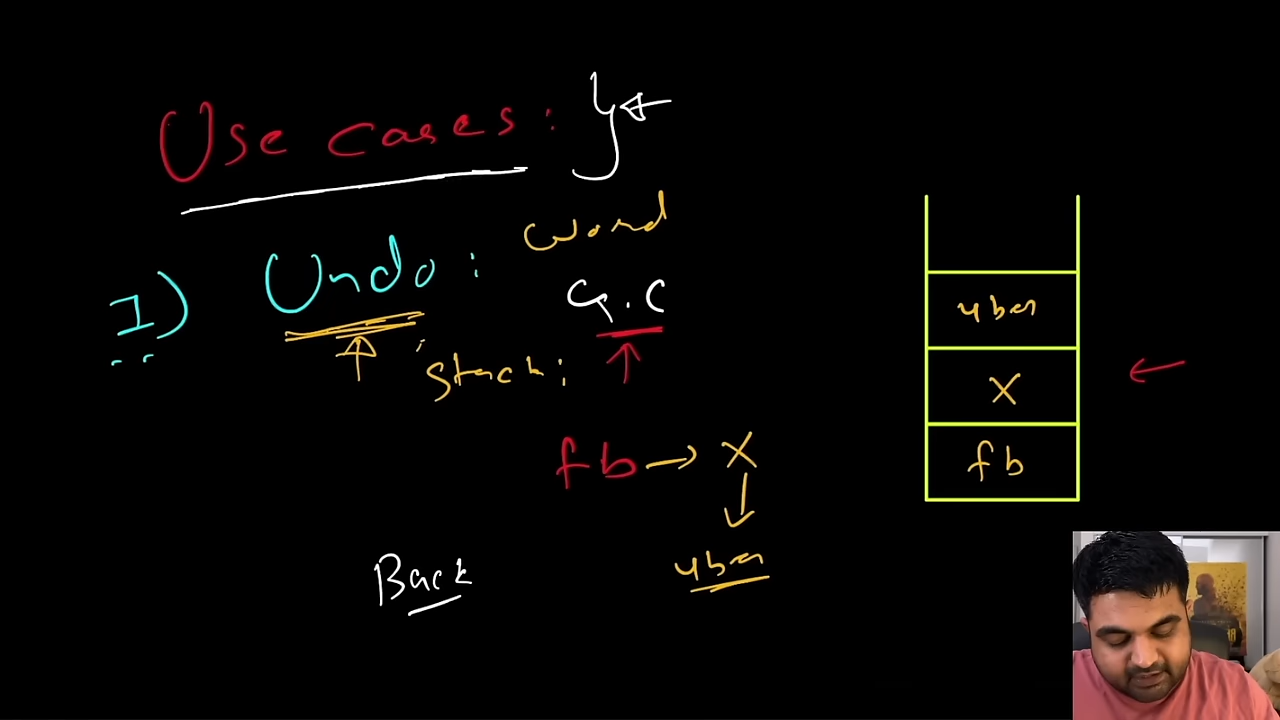 Use cases: y
1) Undo: Word
G.C
Stack:
fb → X
uber
Back
uber
X
fb